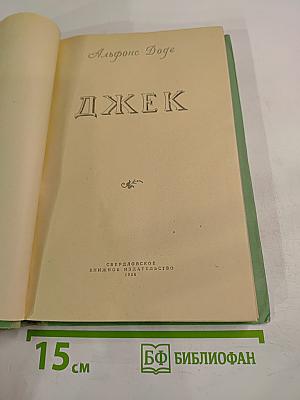 Альфонс Доде
ДЖЕК
СВЕРДЛОВСКОЕ
КНИЖНОЕ ИЗДАТЕЛЬСТВО
15 см
БФ БИБЛИОФАН